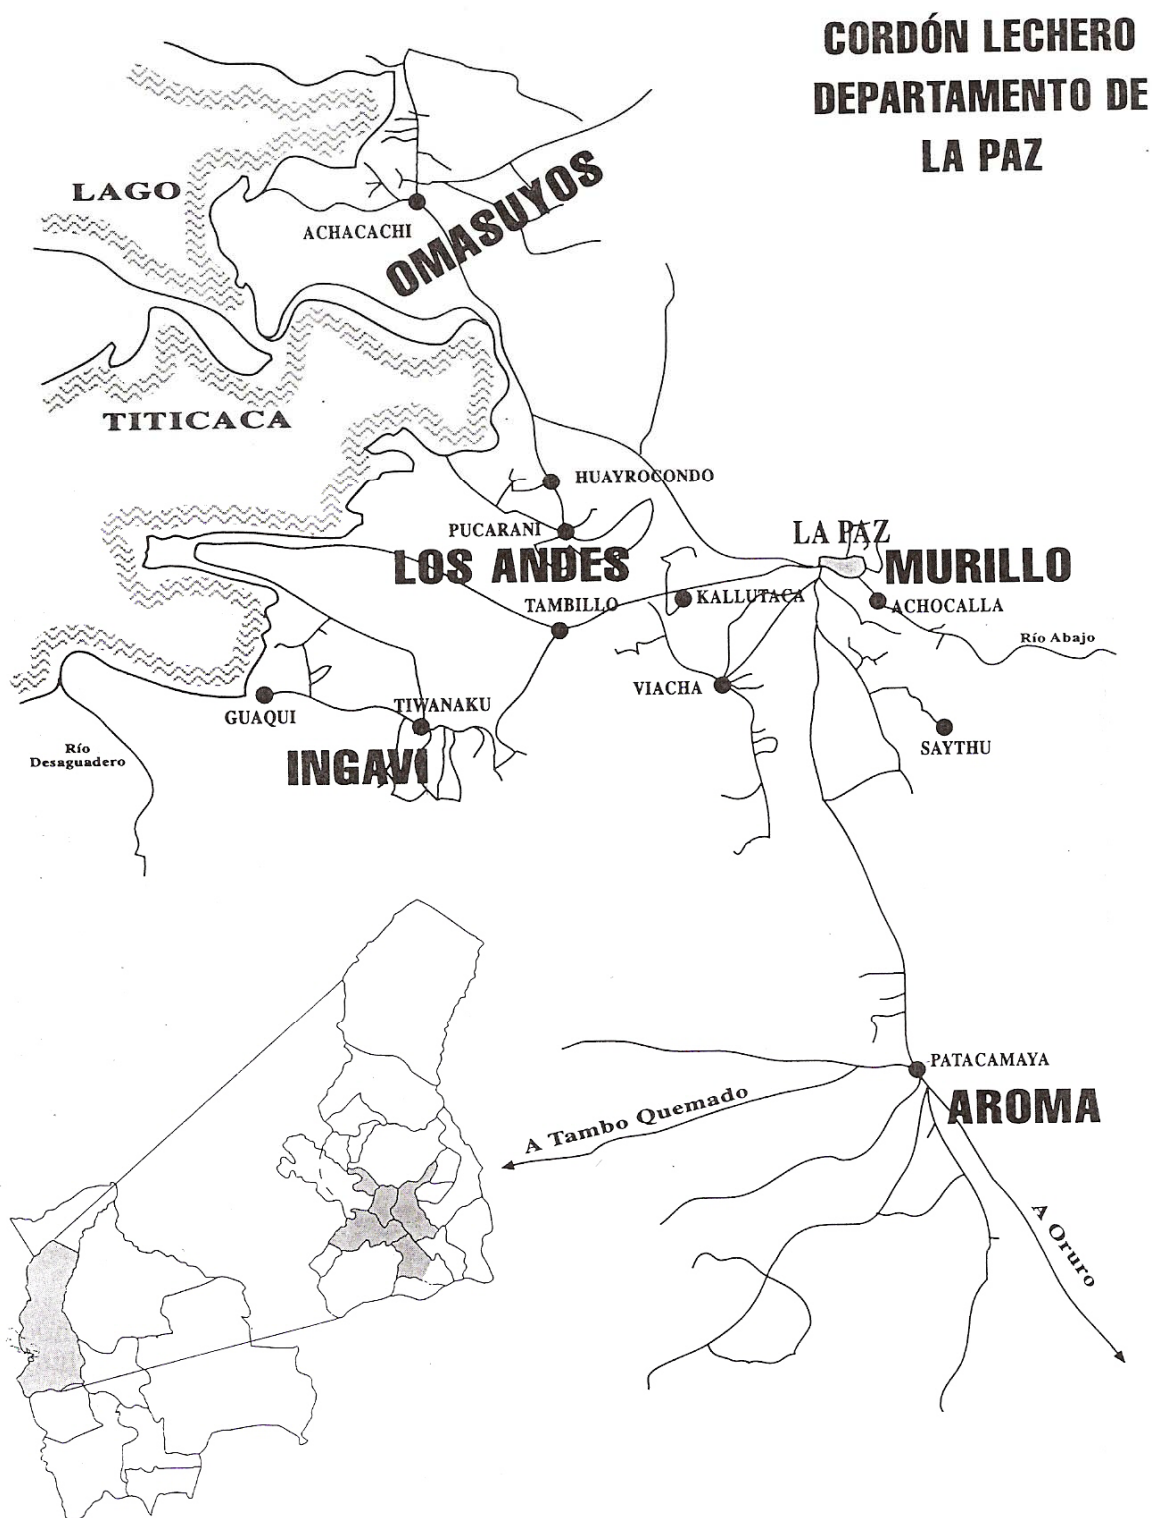 CORDÓN LECHERO
DEPARTAMENTO DE
LA PAZ
LAGO
ACHACACHI
OMASUYOS
TITICACA
HUAYROCONDO
PUCARANI
LA PAZ
LOS ANDES
MURILLO
TAMBILLO
KALLUTACA
ACHOCALLA
Río Abajo
VIACHA
GUAQUI
TIWANAKU
SAYTHU
Río
Desaguadero
INGAVI
PATACAMAYA
AROMA
A Tambo Quemado
A Oruro